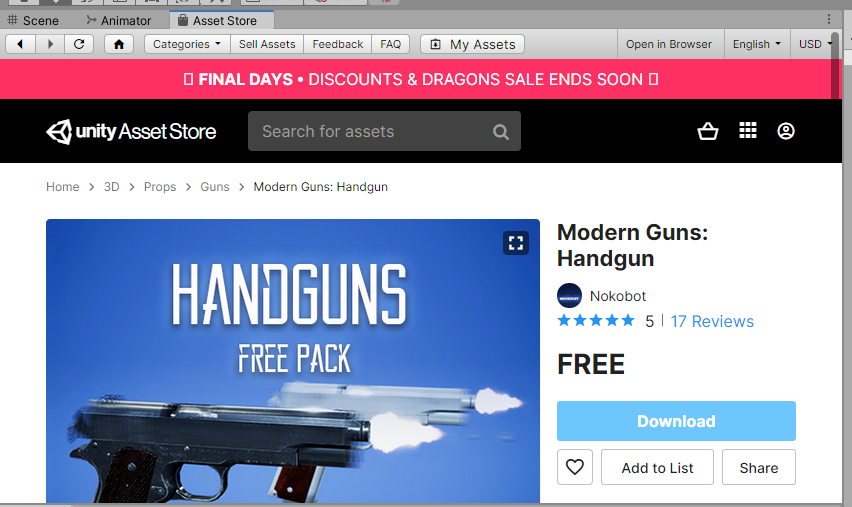 Scene Animator Asset Store
Categories Sell Assets Feedback FAQ My Assets Open in Browser English USD
FINAL DAYS • DISCOUNTS & DRAGONS SALE ENDS SOON
unity Asset Store Search for assets
Home > 3D > Props > Guns > Modern Guns: Handgun
HANDGUNS
FREE PACK
Modern Guns:
Handgun
NOKOBOT Nokobot
5 | 17 Reviews
FREE
Download
Add to List Share